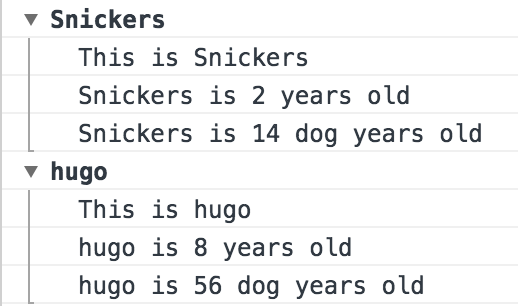 Snickers
This is Snickers
Snickers is 2 years old
Snickers is 14 dog years old
hugo
This is hugo
hugo is 8 years old
hugo is 56 dog years old